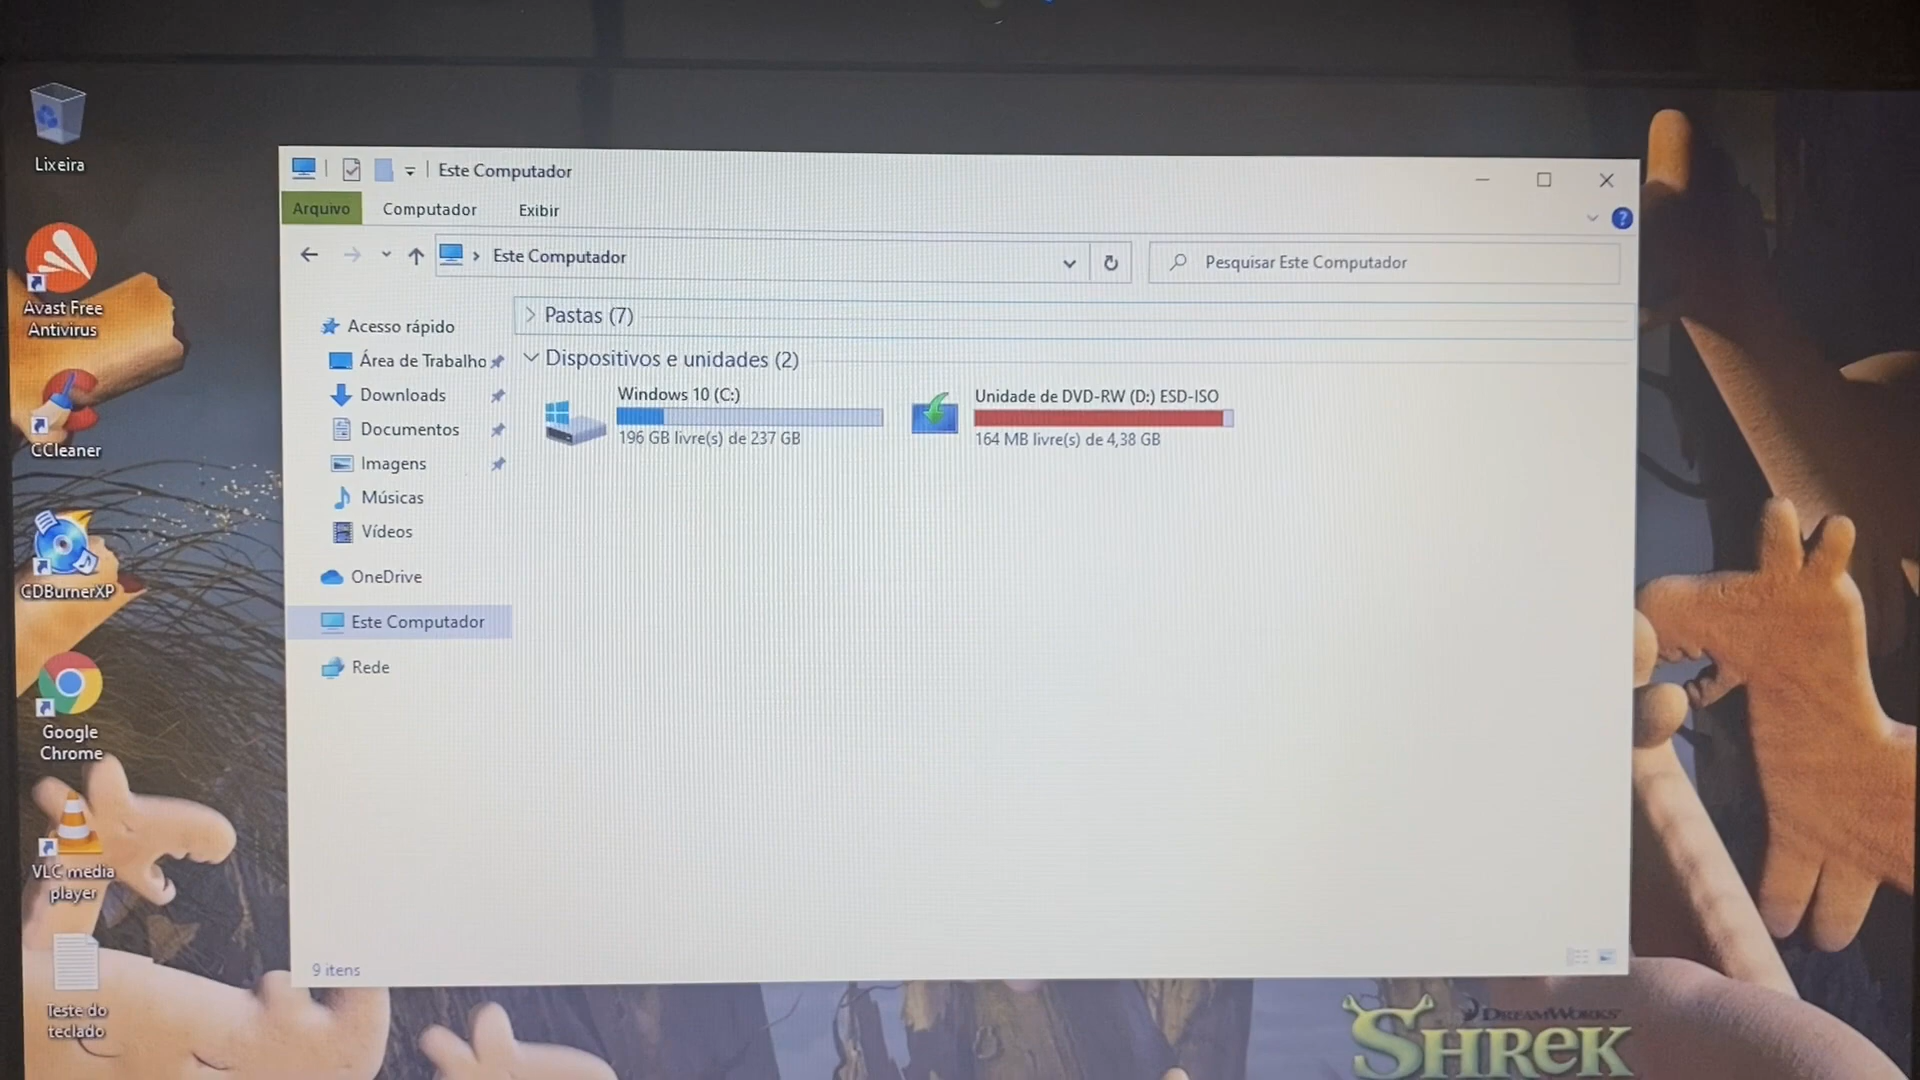 Lixeira
Avast Free
Antivirus
CCleaner
CDBurnerXP
Google
Chrome
VLC media
player
Teste do
teclado
Este Computador
Arquivo
Computador
Exibir
?
Este Computador
Pesquisar Este Computador
Acesso rápido
Área de Trabalho
Downloads
Documentos
Imagens
Músicas
Vídeos
OneDrive
Este Computador
Rede
Pastas (7)
Dispositivos e unidades (2)
Windows 10 (C:)
196 GB livre(s) de 237 GB
Unidade de DVD-RW (D:) ESD-ISO
164 MB livre(s) de 4,38 GB
9 itens
DREAMWORKS
SHREK